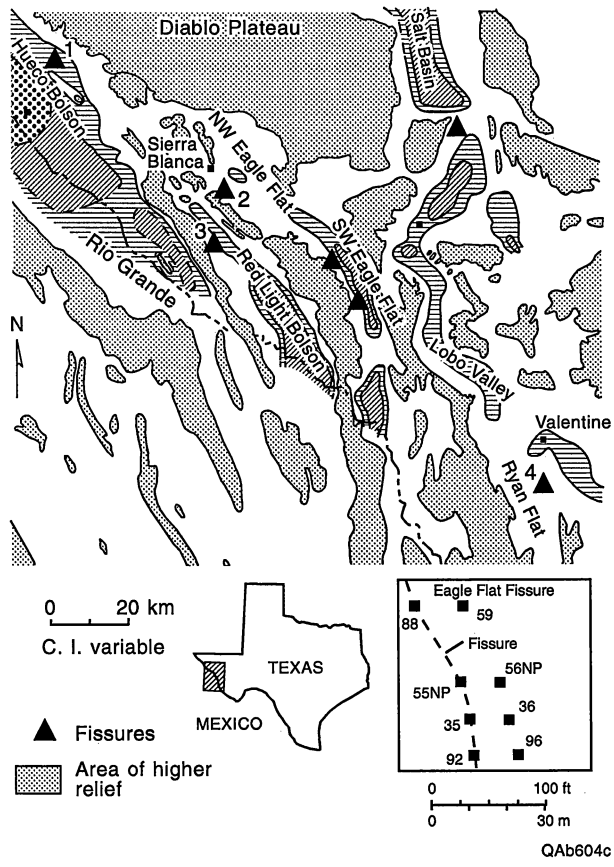 Diablo Plateau
Salt Basin
1
Hueco Bolson
NW Eagle Flat
Sierra
Blanca
2
3
SW Eagle Flat
Rio Grande
Red Light Bolson
N
Lobo Valley
Valentine
4
Ryan Flat
0 20 km
C. I. variable
TEXAS
MEXICO
Fissures
Area of higher
relief
Eagle Flat Fissure
88 59
Fissure
56NP
55NP
36
35
92 96
0 100 ft
0 30 m
QAb604c